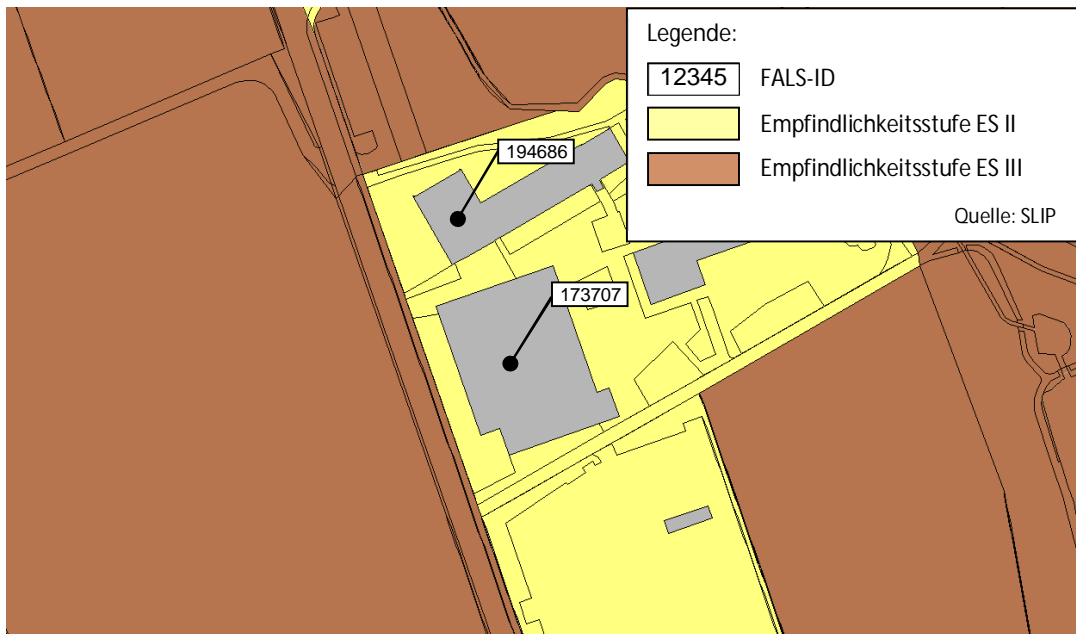 Legende:
12345 FALS-ID
Empfindlichkeitsstufe ES II
Empfindlichkeitsstufe ES III
Quelle: SLIP
194686
173707